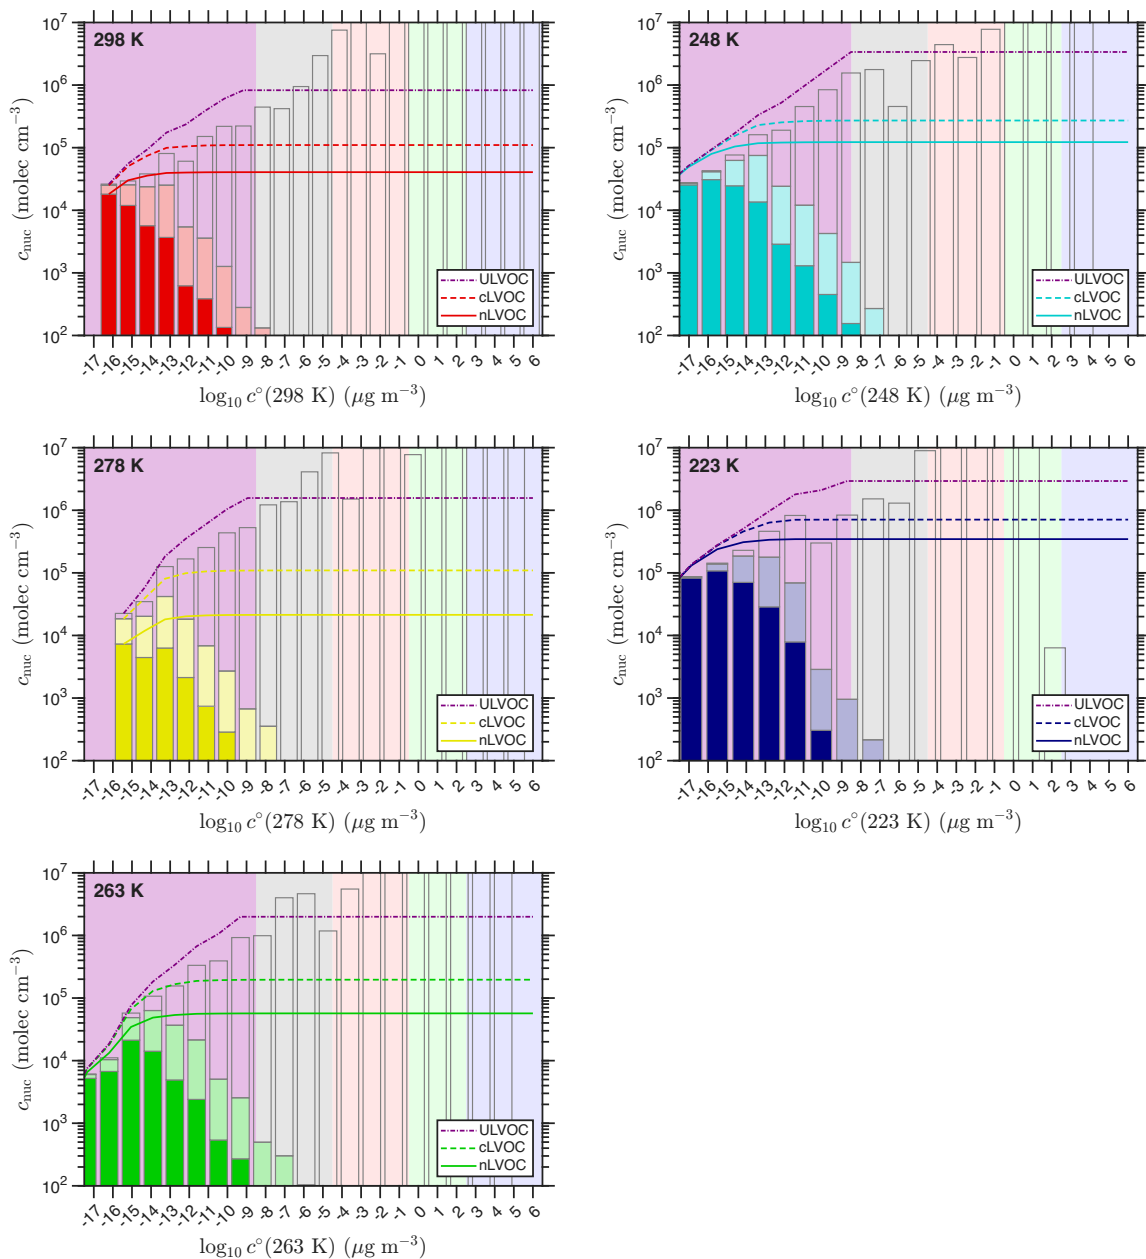 298 K
c_nuc (molec cm⁻³)
10⁷
10⁶
10⁵
10⁴
10³
10²
ULVOC
cLVOC
nLVOC
-17 -16 -15 -14 -13 -12 -11 -10 -9 -8 -7 -6 -5 -4 -3 -2 -1 0 1 2 3 4 5 6
log₁₀ c°(298 K) (μg m⁻³)
248 K
c_nuc (molec cm⁻³)
10⁷
10⁶
10⁵
10⁴
10³
10²
ULVOC
cLVOC
nLVOC
-17 -16 -15 -14 -13 -12 -11 -10 -9 -8 -7 -6 -5 -4 -3 -2 -1 0 1 2 3 4 5 6
log₁₀ c°(248 K) (μg m⁻³)
278 K
c_nuc (molec cm⁻³)
10⁷
10⁶
10⁵
10⁴
10³
10²
ULVOC
cLVOC
nLVOC
-17 -16 -15 -14 -13 -12 -11 -10 -9 -8 -7 -6 -5 -4 -3 -2 -1 0 1 2 3 4 5 6
log₁₀ c°(278 K) (μg m⁻³)
223 K
c_nuc (molec cm⁻³)
10⁷
10⁶
10⁵
10⁴
10³
10²
ULVOC
cLVOC
nLVOC
-17 -16 -15 -14 -13 -12 -11 -10 -9 -8 -7 -6 -5 -4 -3 -2 -1 0 1 2 3 4 5 6
log₁₀ c°(223 K) (μg m⁻³)
263 K
c_nuc (molec cm⁻³)
10⁷
10⁶
10⁵
10⁴
10³
10²
ULVOC
cLVOC
nLVOC
-17 -16 -15 -14 -13 -12 -11 -10 -9 -8 -7 -6 -5 -4 -3 -2 -1 0 1 2 3 4 5 6
log₁₀ c°(263 K) (μg m⁻³)